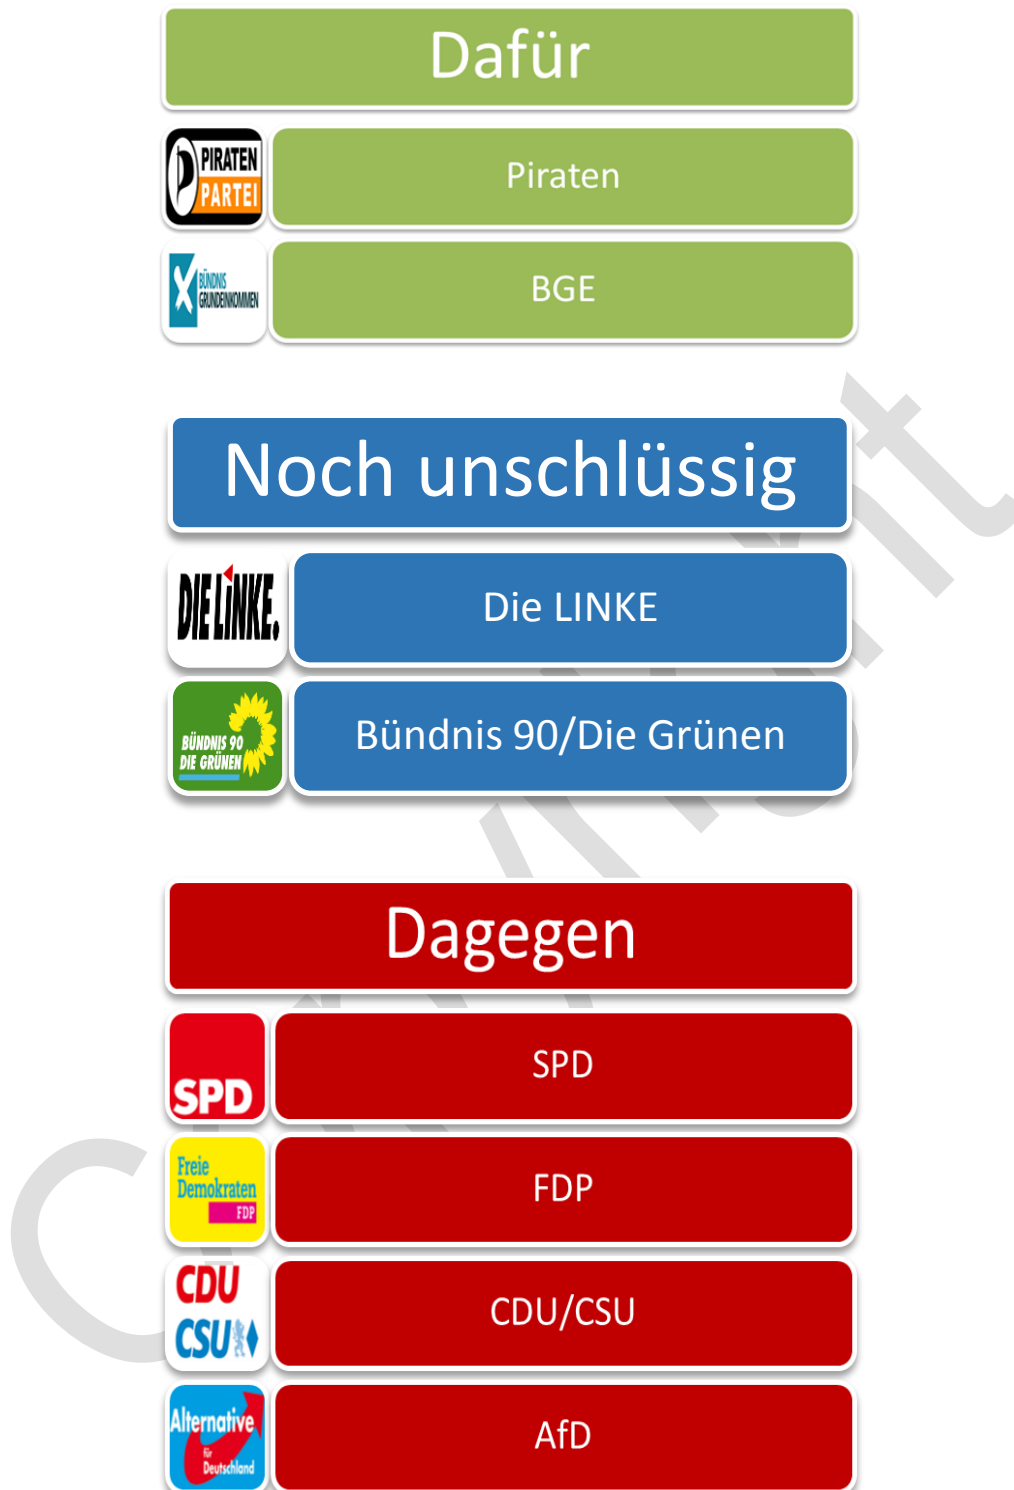 Dafür
PIRATEN
PARTEI
Piraten
BÜNDNIS
GRUNDEINKOMMEN
BGE
Noch unschlüssig
DIE LINKE.
Die LINKE
BÜNDNIS 90
DIE GRÜNEN
Bündnis 90/Die Grünen
Dagegen
SPD
SPD
Freie
Demokraten
FDP
FDP
CDU
CSU
CDU/CSU
Alternative
für
Deutschland
AfD
Copyright